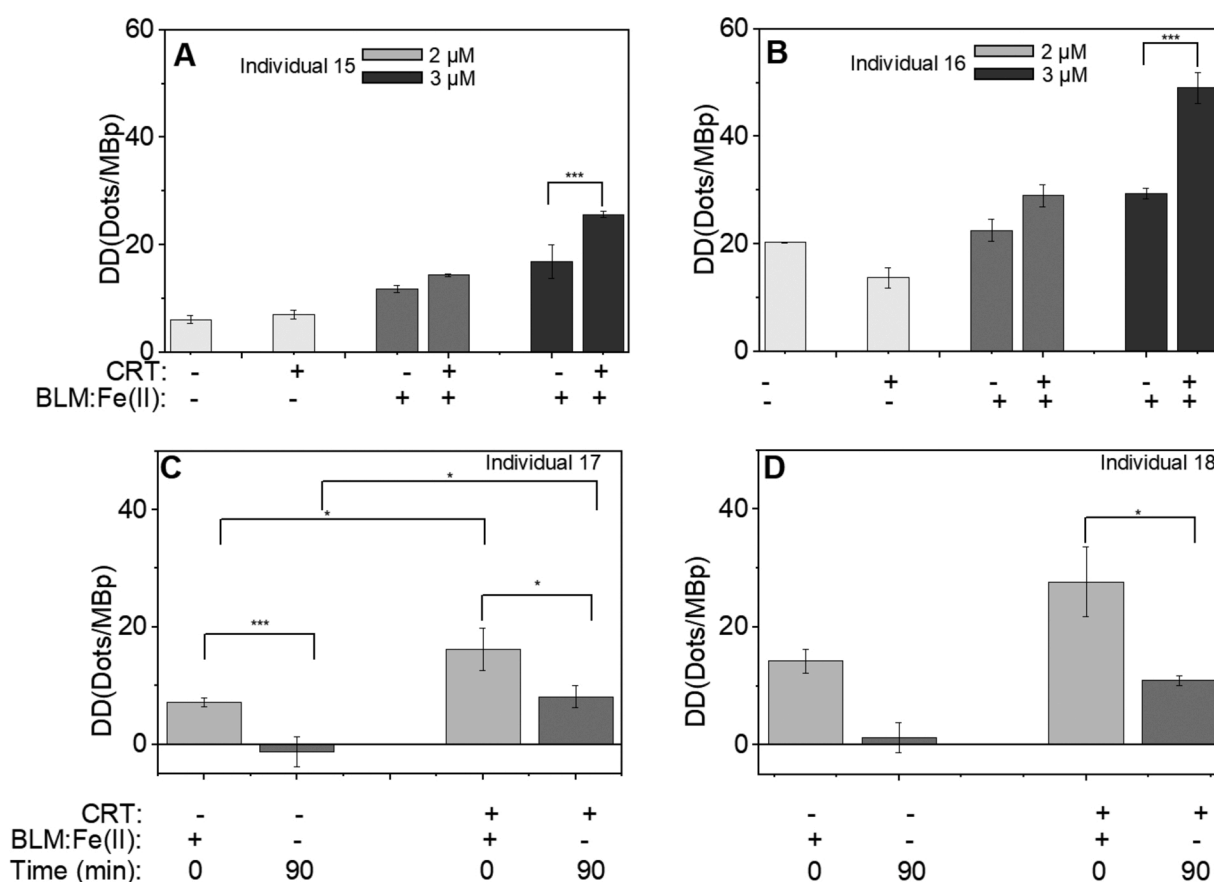 A
Individual 15
2 µM
3 µM
***
60
40
20
0
DD(Dots/MBp)
CRT: - + - + - +
BLM:Fe(II): - - + + + +
B
Individual 16
2 µM
3 µM
***
60
40
20
0
DD(Dots/MBp)
- + - + - +
- - + + + +
C
Individual 17
*
*
*
***
40
20
0
DD(Dots/MBp)
CRT: - - + +
BLM:Fe(II): + - + -
Time (min): 0 90 0 90
D
Individual 18
*
40
20
0
DD(Dots/MBp)
- - + +
+ - + -
0 90 0 90